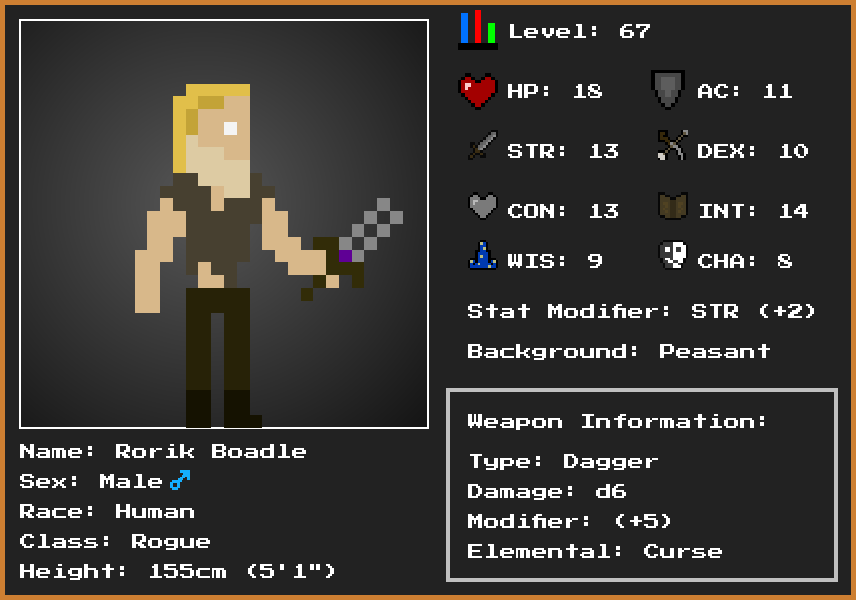 Level: 67
HP: 18
AC: 11
STR: 13
DEX: 10
CON: 13
INT: 14
WIS: 9
CHA: 8
Stat Modifier: STR (+2)
Background: Peasant
Weapon Information:
Type: Dagger
Damage: d6
Modifier: (+5)
Elemental: Curse
Name: Rorik Boadle
Sex: Male♂
Race: Human
Class: Rogue
Height: 155cm (5'1")